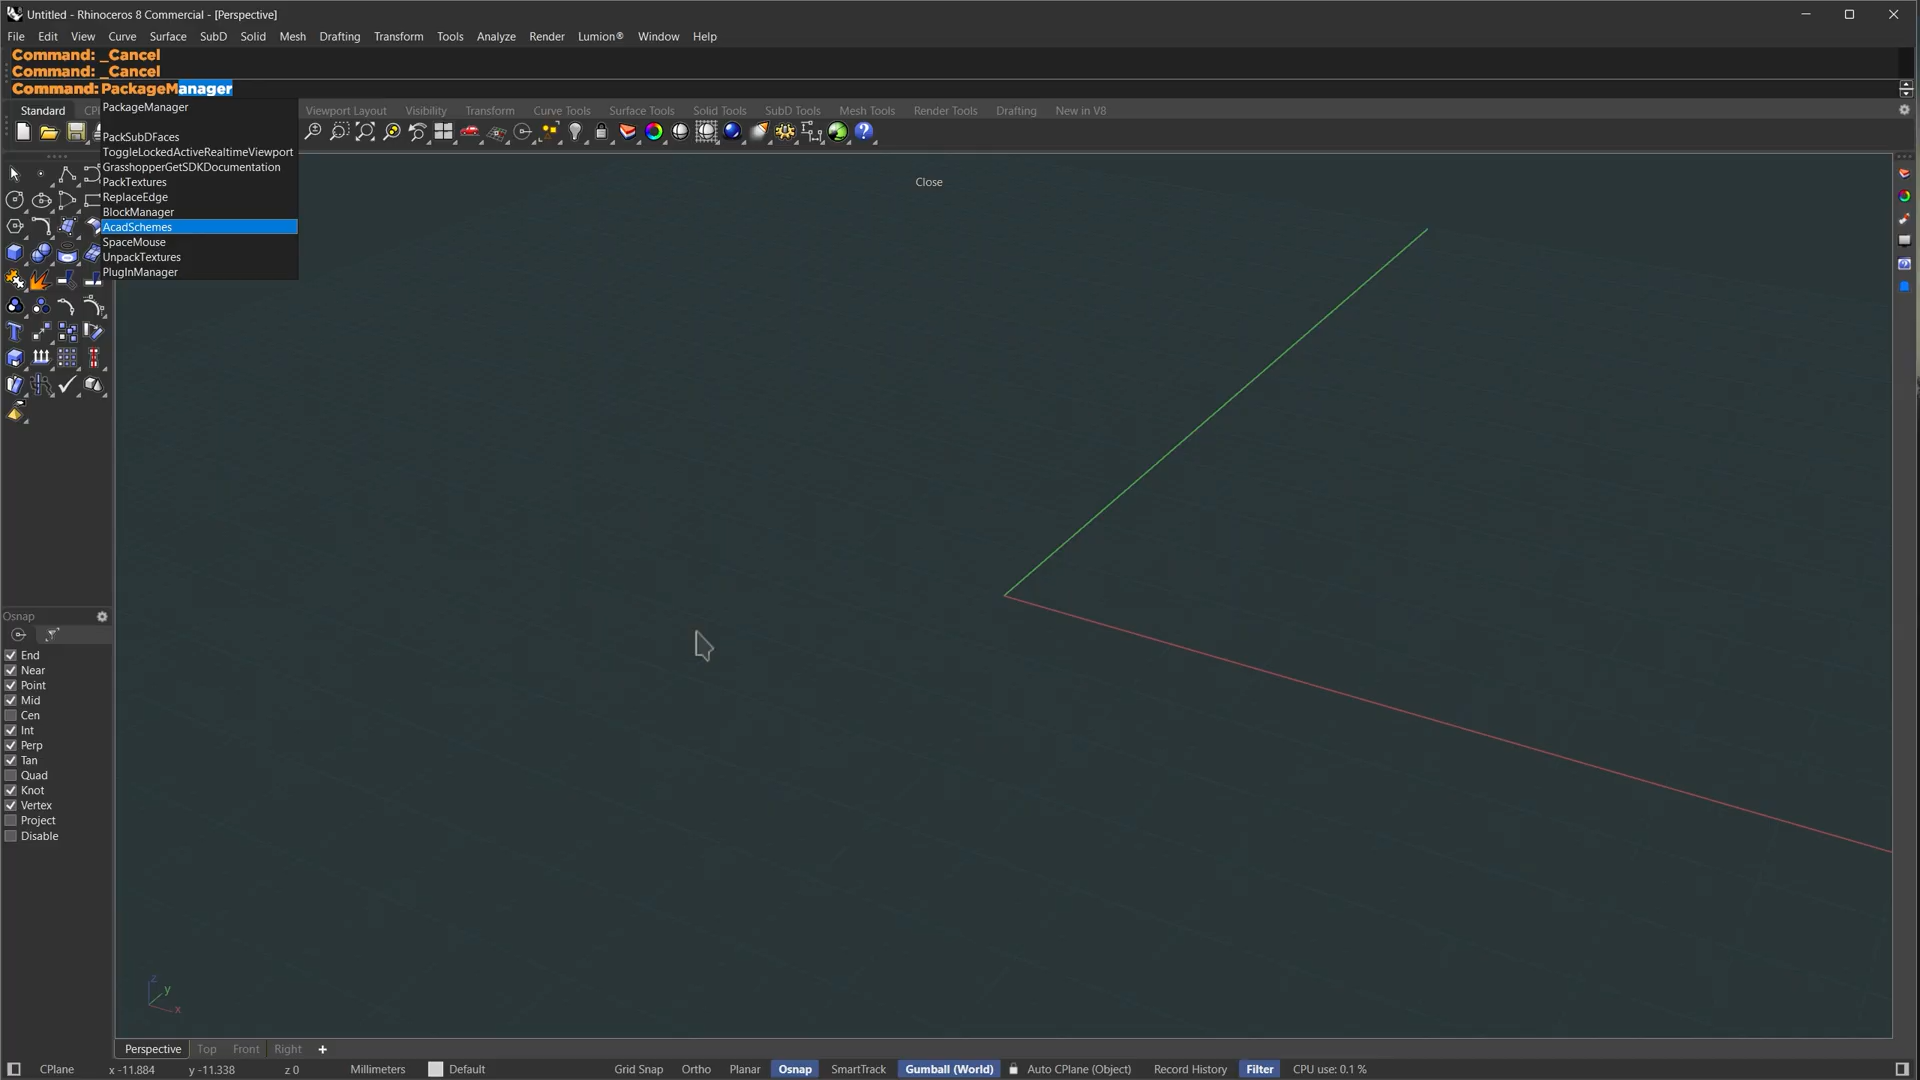 Untitled - Rhinoceros 8 Commercial - [Perspective]
File Edit View Curve Surface SubD Solid Mesh Drafting Transform Tools Analyze Render Lumion® Window Help
Command: _Cancel
Command: _Cancel
Command: PackageManager
Standard
Viewport Layout Visibility Transform Curve Tools Surface Tools Solid Tools SubD Tools Mesh Tools Render Tools Drafting New in V8
PackageManager
PackSubDFaces
ToggleLockedActiveRealtimeViewport
GrasshopperGetSDKDocumentation
PackTextures
ReplaceEdge
BlockManager
AcadSchemes
SpaceMouse
UnpackTextures
PlugInManager
Close
Osnap
End
Near
Point
Mid
Cen
Int
Perp
Tan
Quad
Knot
Vertex
Project
Disable
z
y
x
Perspective Top Front Right +
CPlane x -11.884 y -11.338 z 0 Millimeters Default Grid Snap Ortho Planar Osnap SmartTrack Gumball (World) Auto CPlane (Object) Record History Filter CPU use: 0.1 %